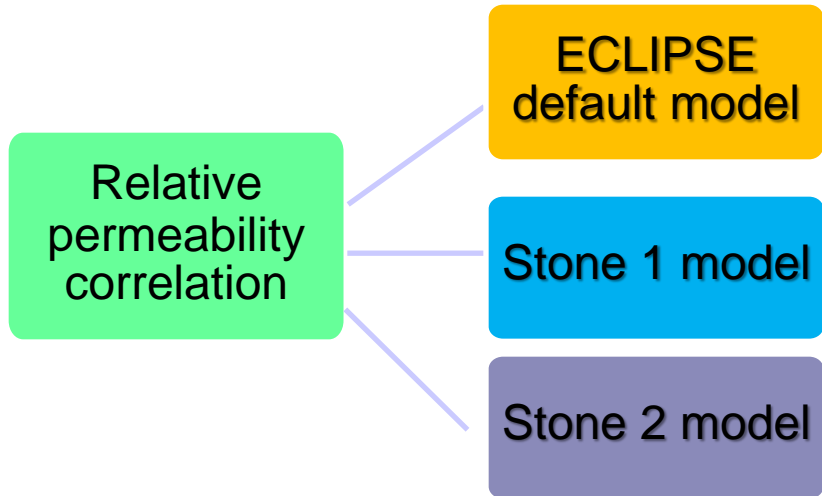 Relative
permeability
correlation
ECLIPSE
default model
Stone 1 model
Stone 2 model